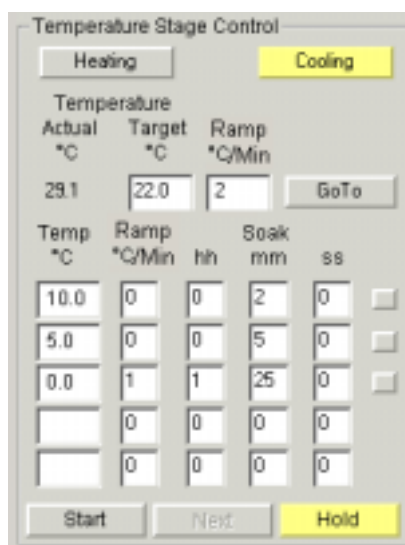 Temperature Stage Control
Heating Cooling
Temperature
Actual Target Ramp
°C °C °C/Min
29.1 22.0 2 GoTo
Temp Ramp Soak
°C °C/Min hh mm ss
10.0 0 0 2 0
5.0 0 0 5 0
0.0 1 1 25 0
0 0 0 0
0 0 0 0
Start Next Hold